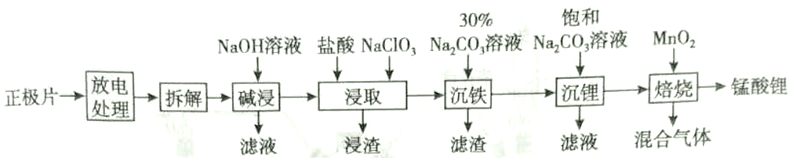 30% 饱和
NaOH溶液 盐酸 NaClO₃ Na₂CO₃溶液 Na₂CO₃溶液 MnO₂
正极片 放电处理 拆解 碱浸 浸取 沉铁 沉锂 焙烧 锰酸锂
滤液 浸渣 滤渣 滤液 混合气体